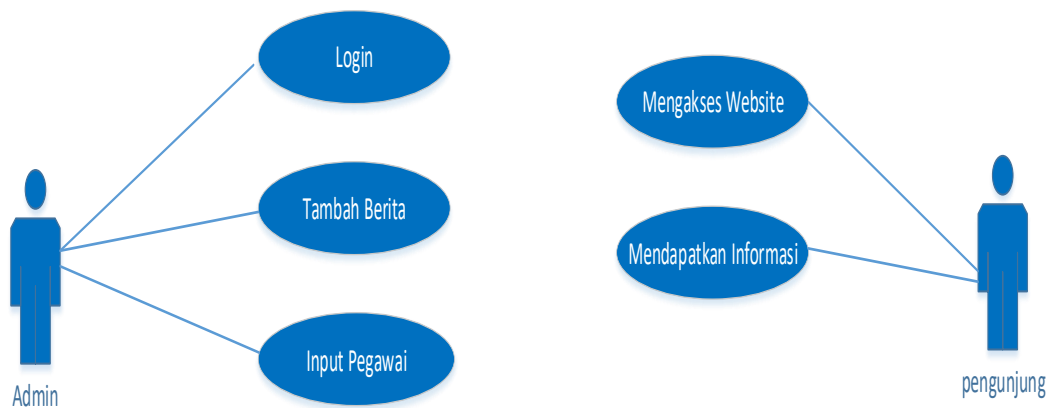 Login
Tambah Berita
Input Pegawai
Admin
Mengakses Website
Mendapatkan Informasi
pengunjung